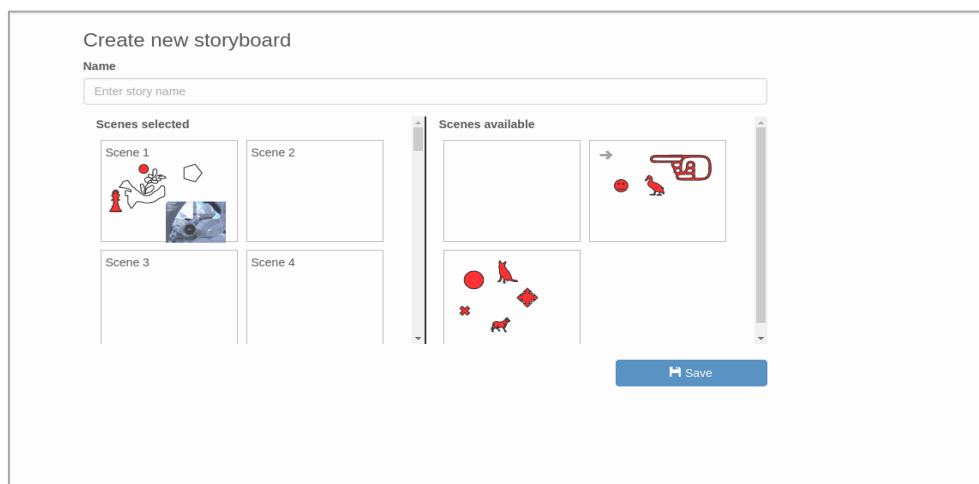 Create new storyboard
Name
Enter story name
Scenes selected
Scenes available
Scene 1
Scene 2
Scene 3
Scene 4
Save